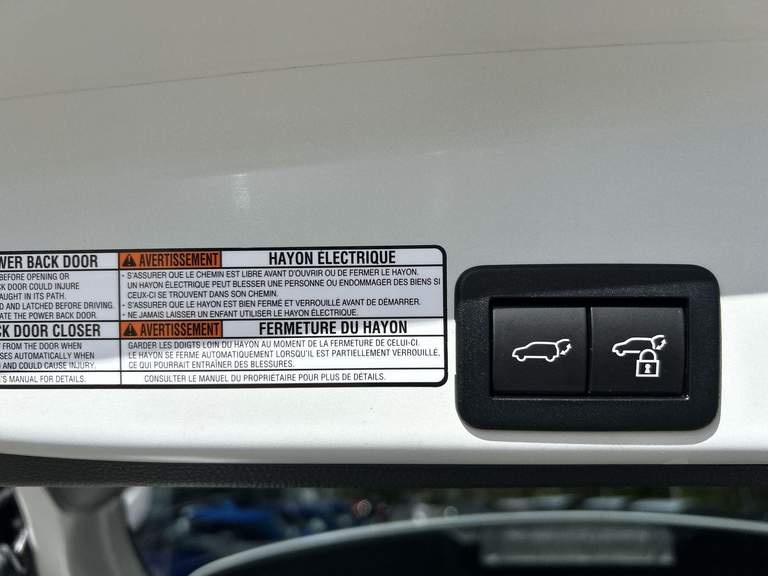 WER BACK DOOR
BEFORE OPENING OR
K DOOR COULD INJURE
AUGHT IN ITS PATH.
D AND LATCHED BEFORE DRIVING.
ATE THE POWER BACK DOOR.
CK DOOR CLOSER
FROM THE DOOR WHEN
SES AUTOMATICALLY WHEN
AND COULD CAUSE INJURY.
'S MANUAL FOR DETAILS.
AVERTISSEMENT HAYON ÉLECTRIQUE
• S'ASSURER QUE LE CHEMIN EST LIBRE AVANT D'OUVRIR OU DE FERMER LE HAYON.
UN HAYON ÉLECTRIQUE PEUT BLESSER UNE PERSONNE OU ENDOMMAGER DES BIENS SI
CEUX-CI SE TROUVENT DANS SON CHEMIN.
• S'ASSURER QUE LE HAYON EST BIEN FERMÉ ET VERROUILLÉ AVANT DE DÉMARRER.
• NE JAMAIS LAISSER UN ENFANT UTILISER LE HAYON ÉLECTRIQUE.
AVERTISSEMENT FERMETURE DU HAYON
GARDER LES DOIGTS LOIN DU HAYON AU MOMENT DE LA FERMETURE DE CELUI-CI.
LE HAYON SE FERME AUTOMATIQUEMENT LORSQU'IL EST PARTIELLEMENT VERROUILLÉ,
CE QUI POURRAIT ENTRAÎNER DES BLESSURES.
CONSULTER LE MANUEL DU PROPRIETAIRE POUR PLUS DE DÉTAILS.